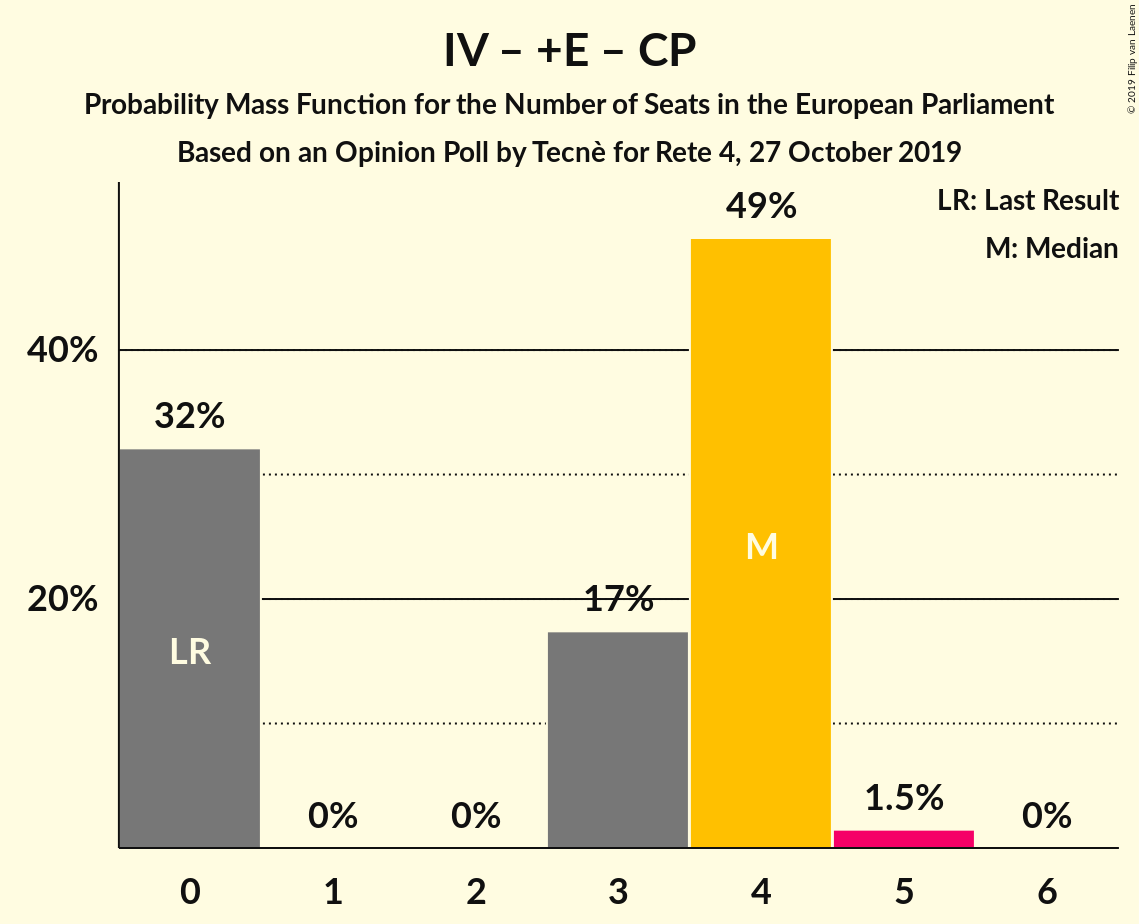 IV – +E – CP
Probability Mass Function for the Number of Seats in the European Parliament
Based on an Opinion Poll by Tecnè for Rete 4, 27 October 2019
© 2019 Filip van Laenen
LR: Last Result
M: Median
49%
40%
32%
M
20%
17%
LR
1.5%
0%
0%
0%
0
1
2
3
4
5
6